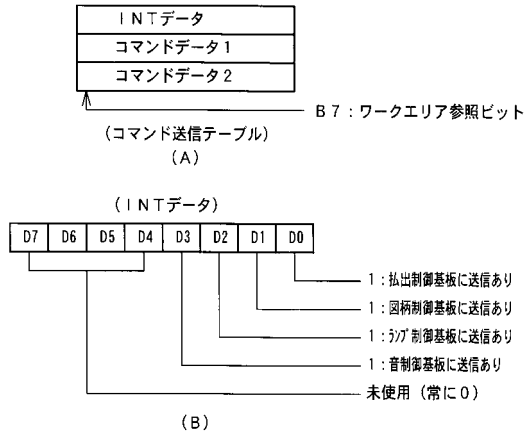 INTデータ
コマンドデータ1
コマンドデータ2
B7:ワークエリア参照ビット
(コマンド送信テーブル)
(A)
(INTデータ)
D7 D6 D5 D4 D3 D2 D1 D0
1:払出制御基板に送信あり
1:図柄制御基板に送信あり
1:ランプ制御基板に送信あり
1:音制御基板に送信あり
未使用(常に0)
(B)